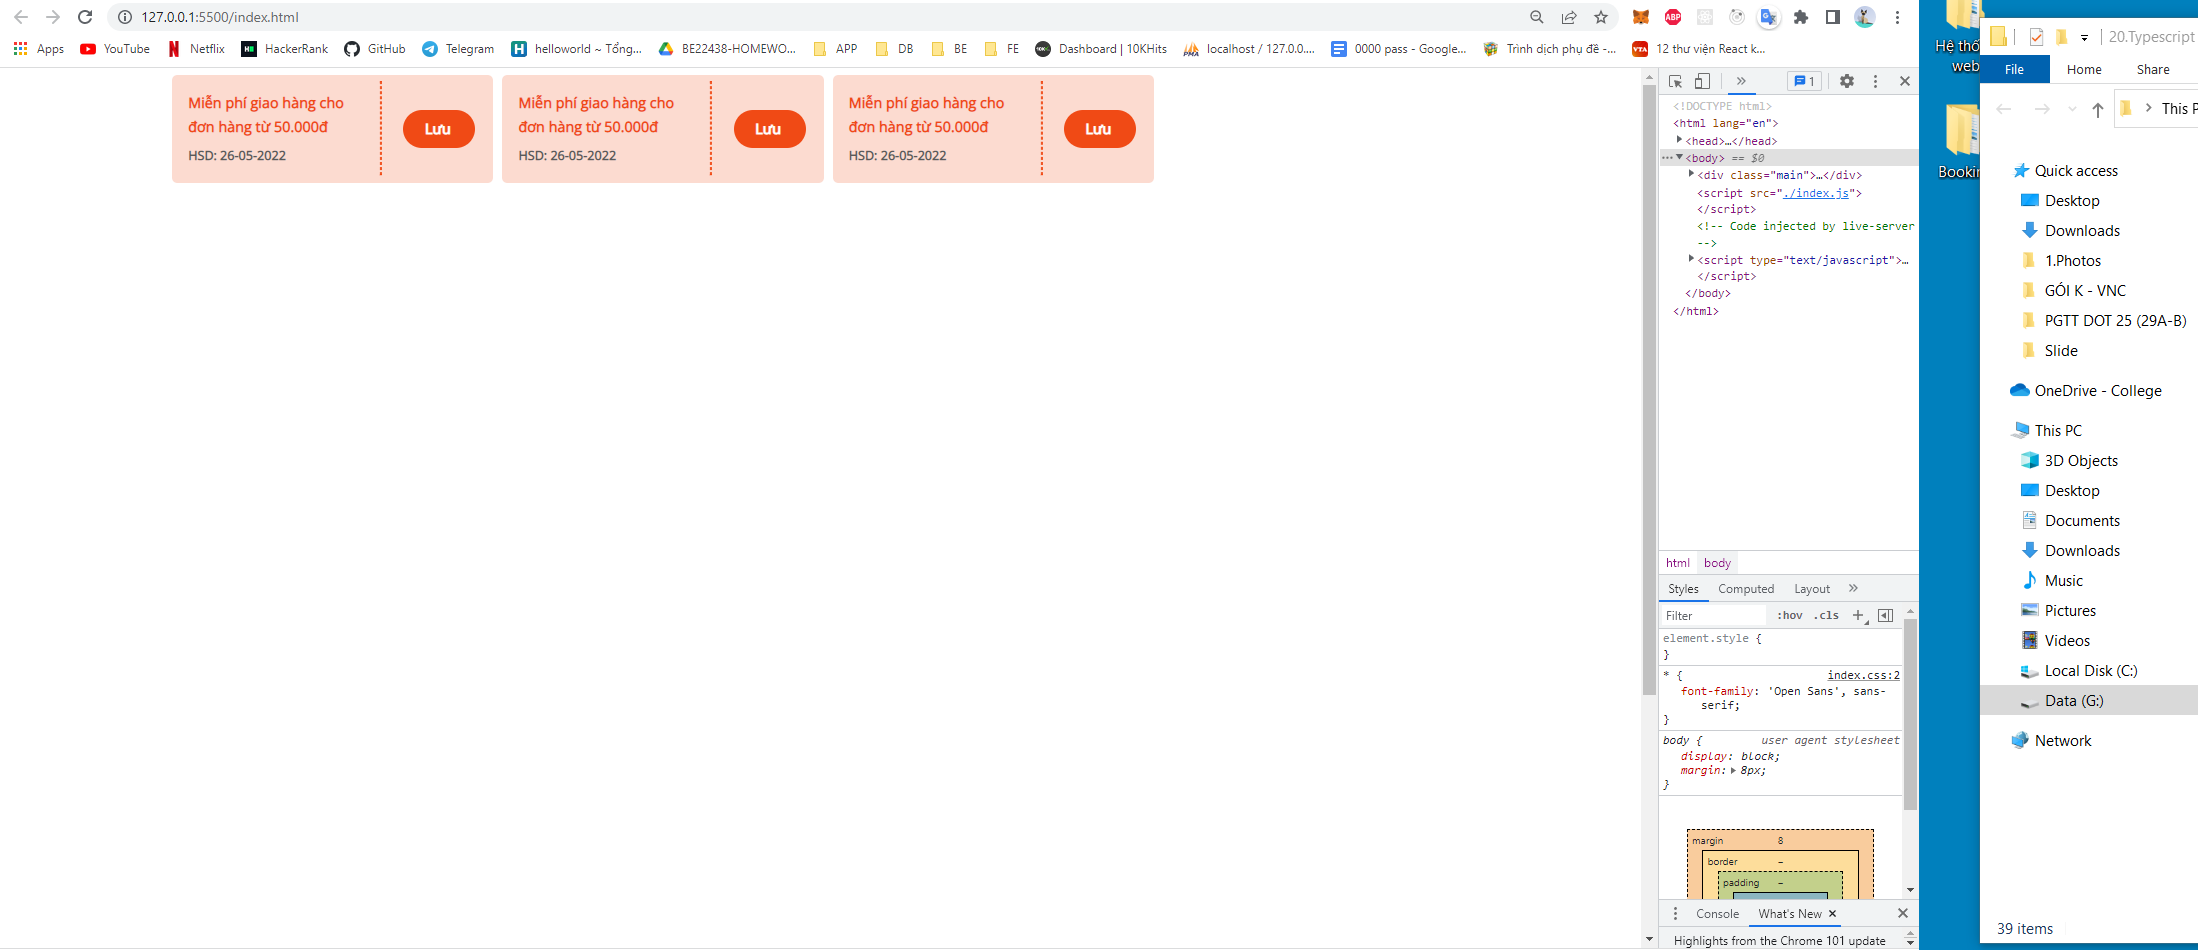 127.0.0.1:5500/index.html
Apps YouTube Netflix HackerRank GitHub Telegram helloworld ~ Tổng... BE22438-HOMEWO... APP DB BE FE Dashboard | 10KHits localhost / 127.0.0.... 0000 pass - Google... Trình dịch phụ đề -... 12 thư viện React k...
Miễn phí giao hàng cho
đơn hàng từ 50.000đ
HSD: 26-05-2022
Lưu
Miễn phí giao hàng cho
đơn hàng từ 50.000đ
HSD: 26-05-2022
Lưu
Miễn phí giao hàng cho
đơn hàng từ 50.000đ
HSD: 26-05-2022
Lưu
1
<!DOCTYPE html>
<html lang="en">
<head>…</head>
<body> == $0
<div class="main">…</div>
<script src="./index.js">
</script>
<!-- Code injected by live-server
-->
<script type="text/javascript">…
</script>
</body>
</html>
html body
Styles Computed Layout
Filter :hov .cls
element.style {
}
* { index.css:2
font-family: 'Open Sans', sans-
serif;
}
body { user agent stylesheet
display: block;
margin: 8px;
}
margin 8
border –
padding –
Console What's New
Highlights from the Chrome 101 update
Hệ thố
web
Bookin
20.Typescript
File Home Share
This P
Quick access
Desktop
Downloads
1.Photos
GÓI K - VNC
PGTT DOT 25 (29A-B)
Slide
OneDrive - College
This PC
3D Objects
Desktop
Documents
Downloads
Music
Pictures
Videos
Local Disk (C:)
Data (G:)
Network
39 items